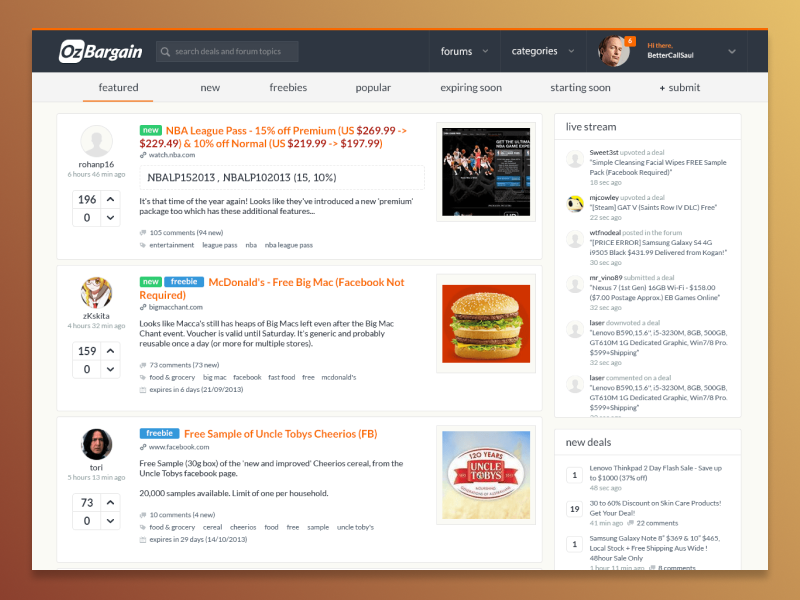 OzBargain
search deals and forum topics
forums
categories
6
Hi there,
BetterCallSaul
featured
new
freebies
popular
expiring soon
starting soon
+ submit
new NBA League Pass - 15% off Premium (US $269.99 ->
$229.49) & 10% off Normal (US $219.99 -> $197.99)
watch.nba.com
rohanp16
6 hours 46 min ago
196
0
NBALP152013 , NBALP102013 (15, 10%)
It's that time of the year again! Looks like they've introduced a new 'premium'
package too which has these additional features...
105 comments (94 new)
entertainment league pass nba nba league pass
new freebie McDonald's - Free Big Mac (Facebook Not
Required)
bigmacchant.com
zKskita
4 hours 32 min ago
159
0
Looks like Macca's still has heaps of Big Macs left even after the Big Mac
Chant event. Voucher is valid until Saturday. It's generic and probably
reusable once a day (or more for multiple stores).
73 comments (73 new)
food & grocery big mac facebook fast food free mcdonald's
expires in 6 days (21/09/2013)
freebie Free Sample of Uncle Tobys Cheerios (FB)
www.facebook.com
tori
5 hours 13 min ago
73
0
Free Sample (30g box) of the 'new and improved' Cheerios cereal, from the
Uncle Tobys facebook page.
20,000 samples available. Limit of one per household.
10 comments (4 new)
food & grocery cereal cheerios food free sample uncle toby's
expires in 29 days (14/10/2013)
120 YEARS
UNCLE
TOBYS
live stream
Sweet3st upvoted a deal
"Simple Cleansing Facial Wipes FREE Sample
Pack (Facebook Required)"
18 sec ago
mjcowley upvoted a deal
"[Steam] GAT V (Saints Row IV DLC) Free"
22 sec ago
wtfnodeal posted in the forum
"[PRICE ERROR] Samsung Galaxy S4 4G
i9505 Black $431.99 Delivered from Kogan!"
30 sec ago
mr_vino89 submitted a deal
"Nexus 7 (1st Gen) 16GB Wi-Fi - $158.00
($7.00 Postage Approx.) EB Games Online"
32 sec ago
laser downvoted a deal
"Lenovo B590,15.6", i5-3230M, 8GB, 500GB,
GT610M 1G Dedicated Graphic, Win7/8 Pro.
$599+Shipping"
32 sec ago
laser commented on a deal
"Lenovo B590,15.6", i5-3230M, 8GB, 500GB,
GT610M 1G Dedicated Graphic, Win7/8 Pro.
$599+Shipping"
new deals
1
Lenovo Thinkpad 2 Day Flash Sale - Save up
to $1000 (37% off)
48 sec ago
19
30 to 60% Discount on Skin Care Products!
Get Your Deal!
41 min ago 22 comments
1
Samsung Galaxy Note 8" $369 & 10" $465,
Local Stock + Free Shipping Aus Wide !
48hour Sale Only
1 hour 11 min ago 8 comments